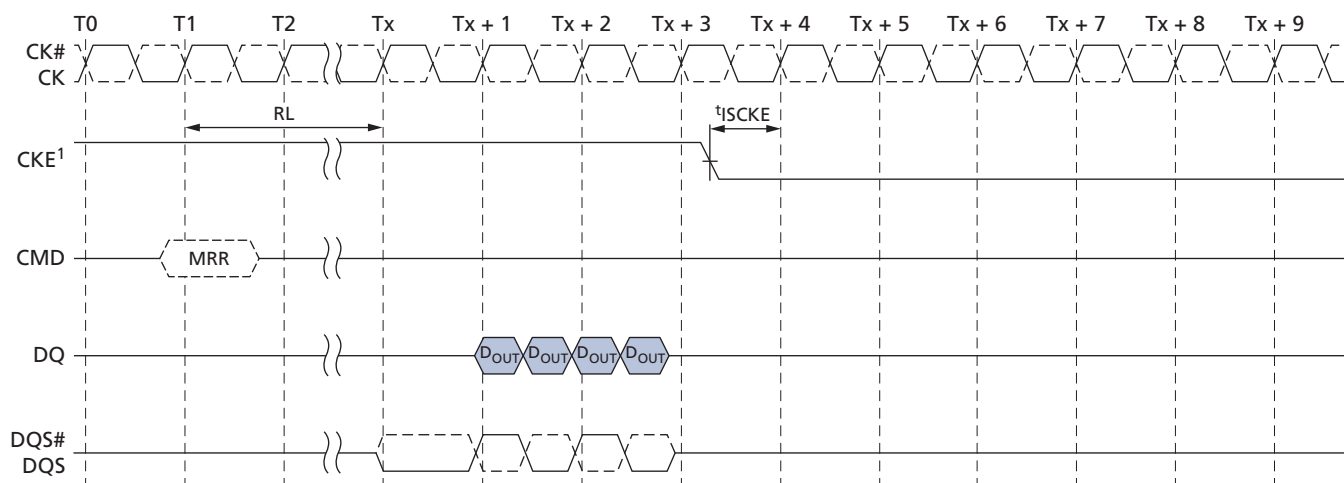 T0 T1 T2 Tx Tx + 1 Tx + 2 Tx + 3 Tx + 4 Tx + 5 Tx + 6 Tx + 7 Tx + 8 Tx + 9
CK#
CK
RL
tISCKE
CKE1
CMD
MRR
DQ
DOUT DOUT DOUT DOUT
DQS#
DQS